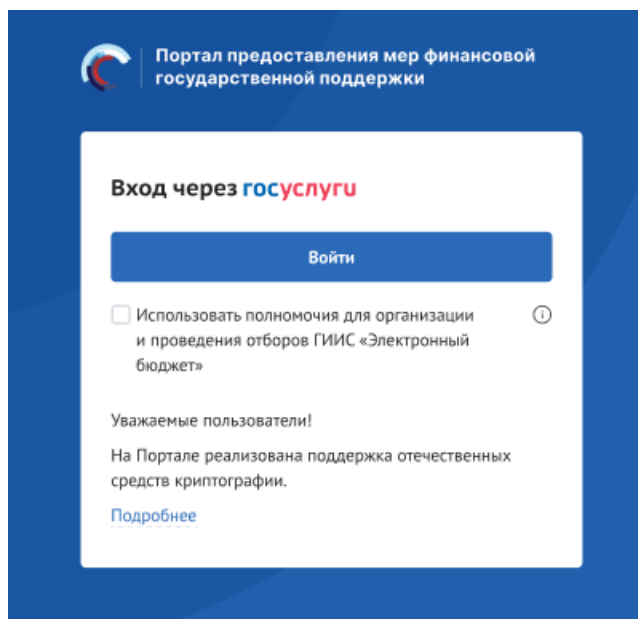 Портал предоставления мер финансовой
государственной поддержки
Вход через госуслуги
Войти
Использовать полномочия для организации
и проведения отборов ГИИС «Электронный
бюджет»
Уважаемые пользователи!
На Портале реализована поддержка отечественных
средств криптографии.
Подробнее